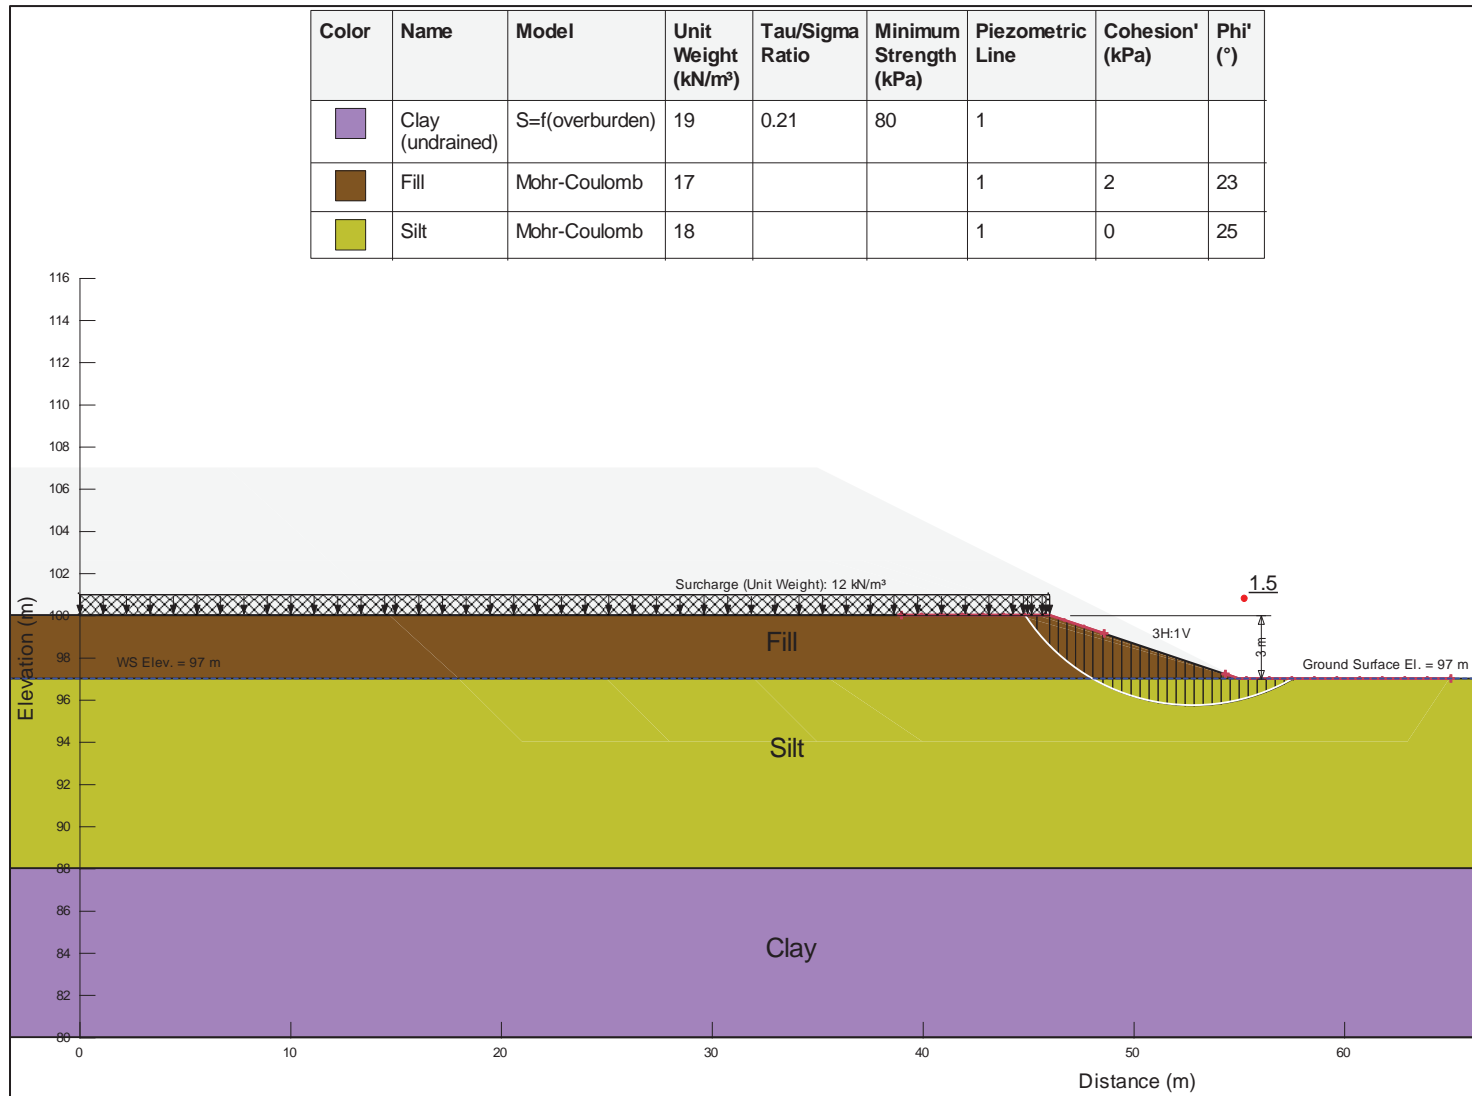 Color Name Model Unit Weight (kN/m³) Tau/Sigma Ratio Minimum Strength (kPa) Piezometric Line Cohesion' (kPa) Phi' (°)
Clay (undrained) S=f(overburden) 19 0.21 80 1
Fill Mohr-Coulomb 17 1 2 23
Silt Mohr-Coulomb 18 1 0 25
116
114
112
110
108
106
104
102
Surcharge (Unit Weight): 12 kN/m³
1.5
100
Fill
3H:1V
3 m
98
WS Elev. = 97 m
Ground Surface El. = 97 m
96
Elevation (m)
94
Silt
92
90
88
86
84
Clay
82
80
0 10 20 30 40 50 60
Distance (m)